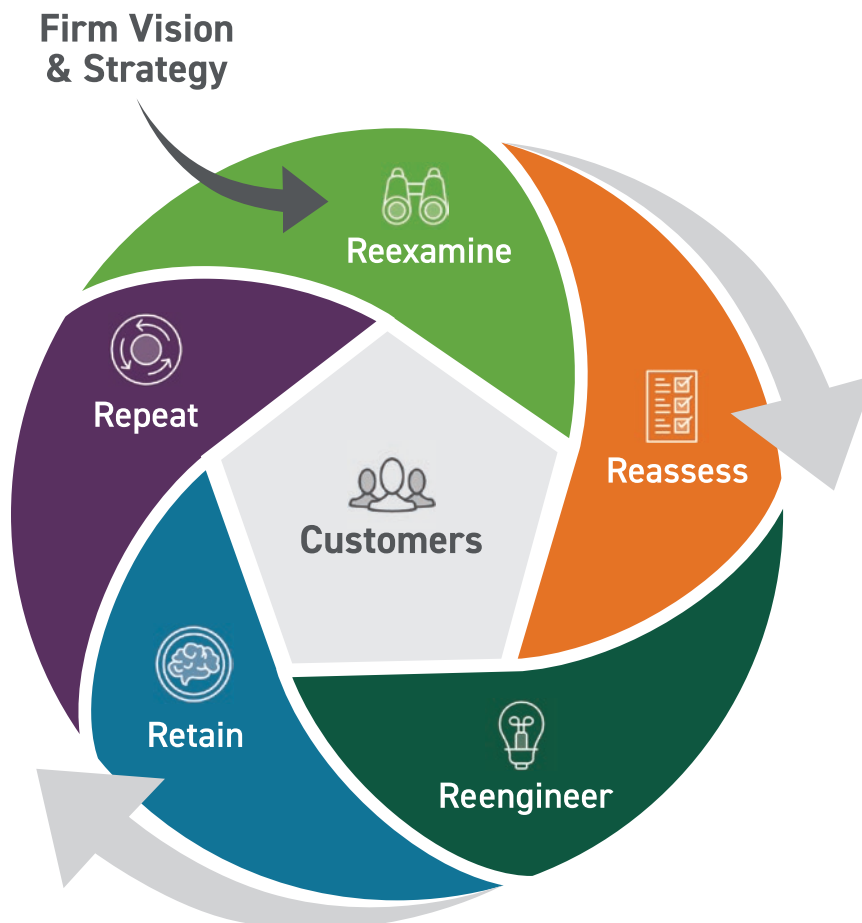 Firm Vision
& Strategy
Reexamine
Reassess
Reengineer
Retain
Repeat
Customers